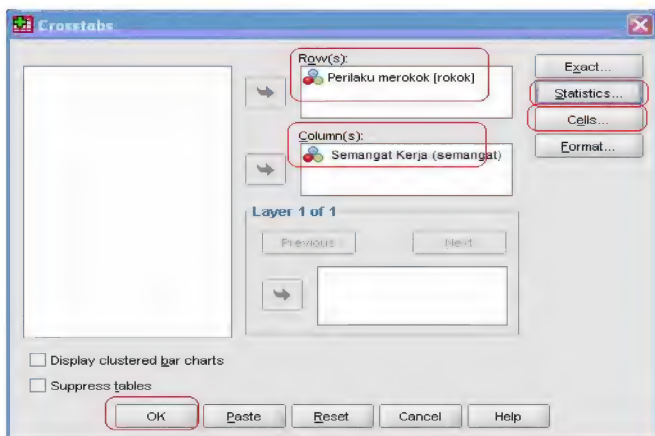 Crosstabs
Row(s):
Perilaku merokok [rokok]
Column(s):
Semangat Kerja (semangat)
Exact...
Statistics...
Cells...
Format...
Layer 1 of 1
Previous
Next
Display clustered bar charts
Suppress tables
OK
Paste
Reset
Cancel
Help